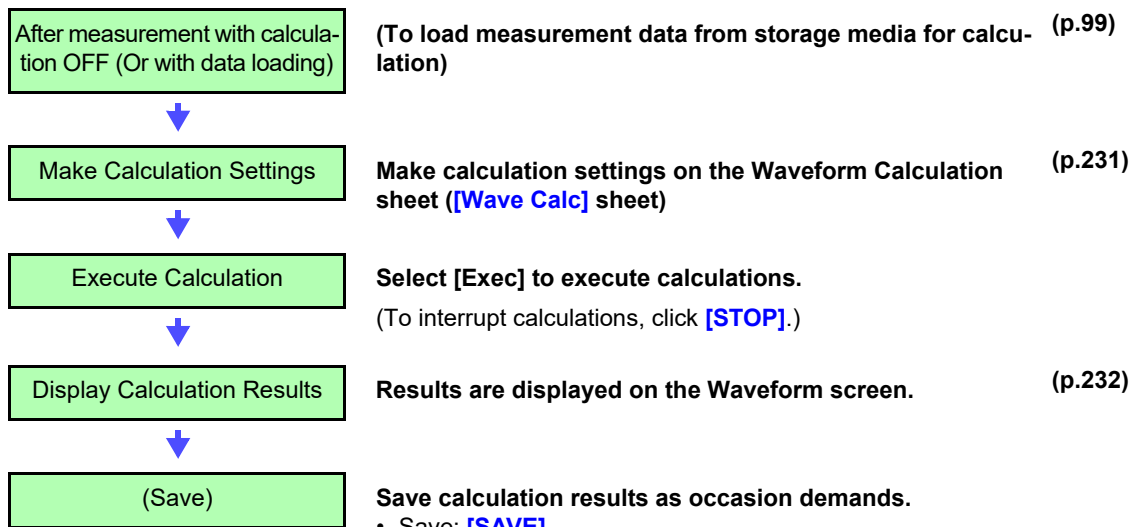 After measurement with calcula-
tion OFF (Or with data loading)
(To load measurement data from storage media for calcu-
lation)
(p.99)
Make Calculation Settings
Make calculation settings on the Waveform Calculation
sheet ([Wave Calc] sheet)
(p.231)
Execute Calculation
Select [Exec] to execute calculations.
(To interrupt calculations, click [STOP].)
Display Calculation Results
Results are displayed on the Waveform screen.
(p.232)
(Save)
Save calculation results as occasion demands.
• Save: [SAVE]